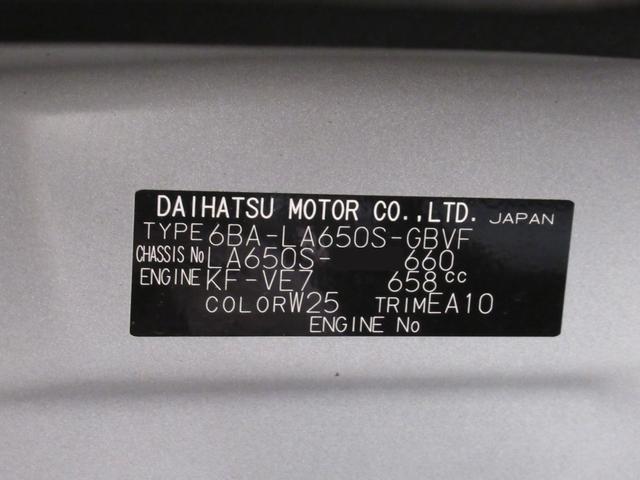 DAIHATSU MOTOR CO.,LTD. JAPAN
TYPE 6BA-LA650S-GBVF
CHASSIS No LA650S- 660
ENGINE KF-VE7 658cc
COLOR W25 TRIM EA10
ENGINE No